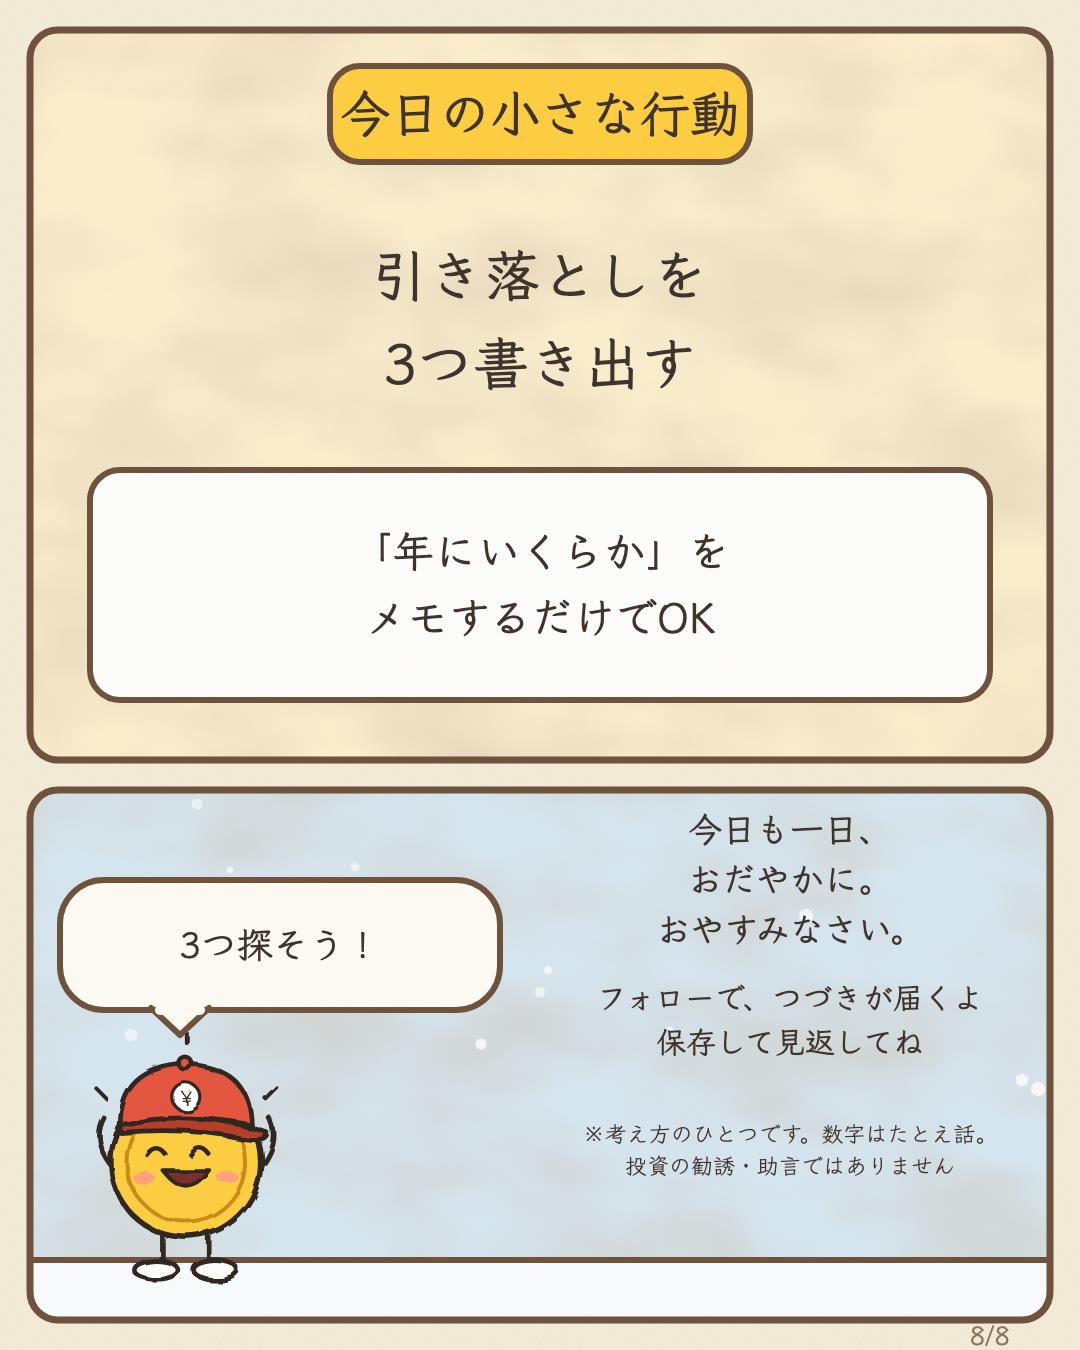 今日の小さな行動
引き落としを
3つ書き出す
「年にいくらか」を
メモするだけでOK
今日も一日、
おだやかに。
おやすみなさい。
3つ探そう！
フォローで、つづきが届くよ
保存して見返してね
¥
※考え方のひとつです。数字はたとえ話。
投資の勧誘・助言ではありません
8/8